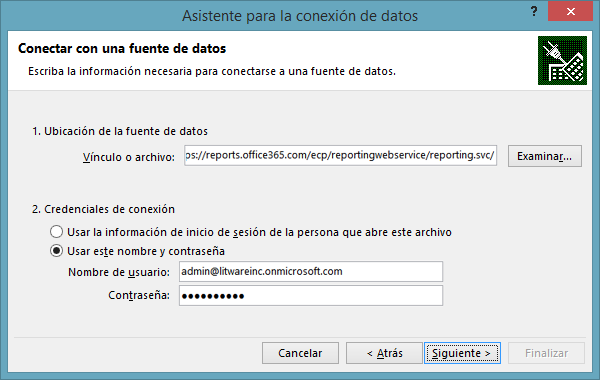 Asistente para la conexión de datos
? ×
Conectar con una fuente de datos
Escriba la información necesaria para conectarse a una fuente de datos.
1. Ubicación de la fuente de datos
Vínculo o archivo: ps://reports.office365.com/ecp/reportingwebservice/reporting.svc/ Examinar...
2. Credenciales de conexión
Usar la información de inicio de sesión de la persona que abre este archivo
Usar este nombre y contraseña
Nombre de usuario: admin@litwareinc.onmicrosoft.com
Contraseña: ●●●●●●●●●●
Cancelar < Atrás Siguiente > Finalizar